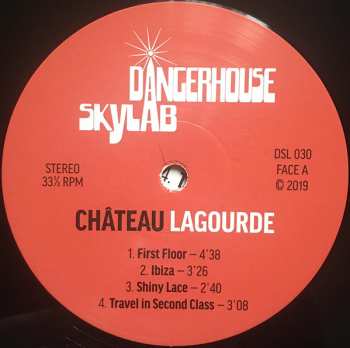 DANGERHOUSE
SKYLAB
STEREO
33⅓ RPM
DSL 030
FACE A
© 2019
CHÂTEAU LAGOURDE
1. First Floor – 4'38
2. Ibiza – 3'26
3. Shiny Lace – 2'40
4. Travel in Second Class – 3'08